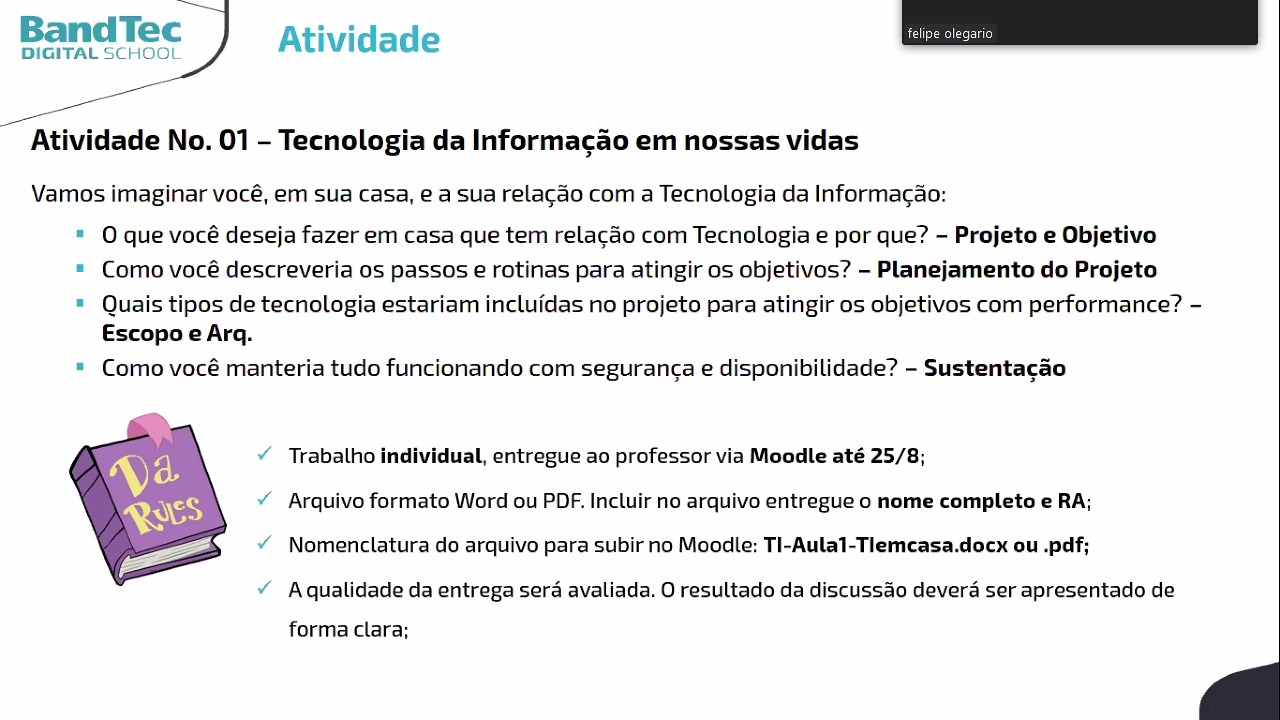 BandTec
DIGITAL SCHOOL
Atividade
felipe olegario
Atividade No. 01 – Tecnologia da Informação em nossas vidas
Vamos imaginar você, em sua casa, e a sua relação com a Tecnologia da Informação:
▪ O que você deseja fazer em casa que tem relação com Tecnologia e por que? – Projeto e Objetivo
▪ Como você descreveria os passos e rotinas para atingir os objetivos? – Planejamento do Projeto
▪ Quais tipos de tecnologia estariam incluídas no projeto para atingir os objetivos com performance? –
Escopo e Arq.
▪ Como você manteria tudo funcionando com segurança e disponibilidade? – Sustentação
Da
Rules
✓ Trabalho individual, entregue ao professor via Moodle até 25/8;
✓ Arquivo formato Word ou PDF. Incluir no arquivo entregue o nome completo e RA;
✓ Nomenclatura do arquivo para subir no Moodle: TI-Aula1-TIemcasa.docx ou .pdf;
✓ A qualidade da entrega será avaliada. O resultado da discussão deverá ser apresentado de
forma clara;